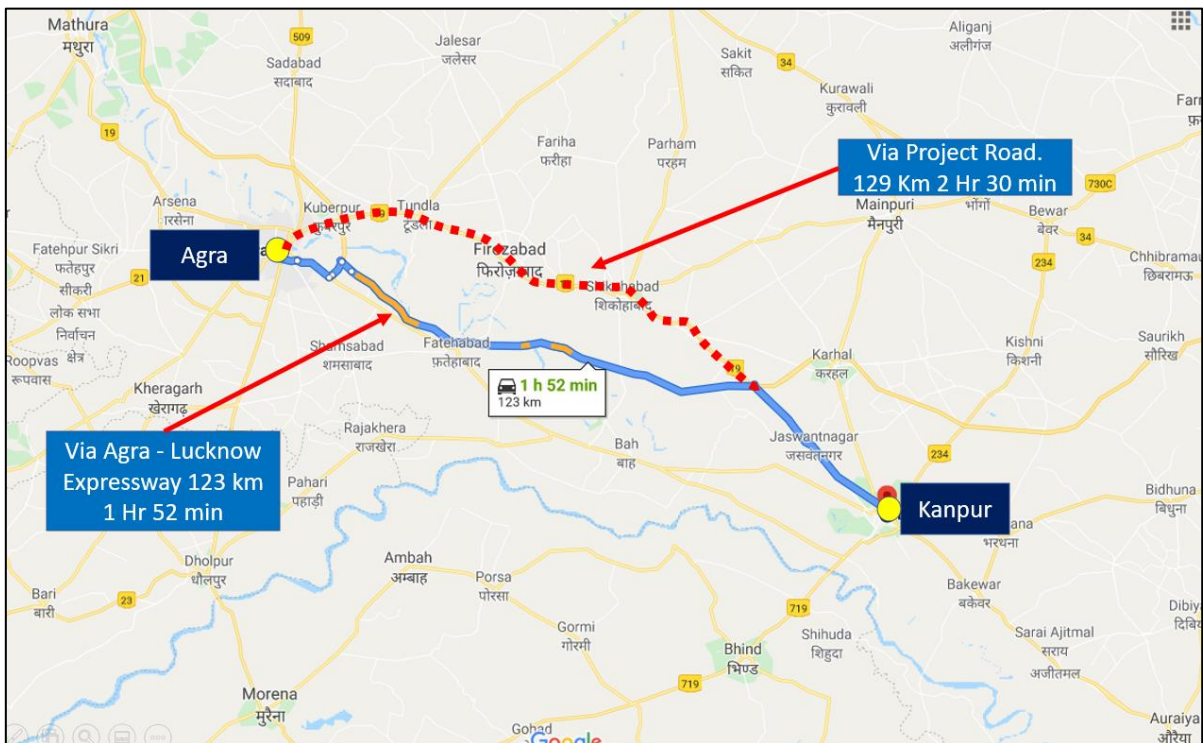 Mathura
मथुरा
509
Sadabad
सदाबाद
Jalesar
जलेसर
Sakit
सकित
34
Aliganj
अलीगंज
Kurawali
कुरावली
19
Fariha
फरीहा
Parham
परहम
Via Project Road.
129 Km 2 Hr 30 min
730C
Mainpuri
मैनपुरी
भोंगों
Bewar
बेवर
34
Arsena
Kuberpur
Tundla
टूंडला
Agra
Fatehpur Sikri
फतेहपुर
सीकरी
लोक सभा
निर्वाचन
क्षेत्र
21
Firozabad
234
Chhibramau
छिबरामऊ
शिकोहाबाद
Shamsabad
शमसाबाद
Fatehabad
फ़तेहाबाद
19
Karhal
करहल
Kishni
किशनी
Saurikh
सौरिख
Roopvas
रूपवास
Kheragarh
खेरागढ़
1 h 52 min
123 km
Via Agra - Lucknow
Expressway 123 km
1 Hr 52 min
Rajakhera
राजखेरा
Bah
बाह
Jaswantnagar
जसवंतनगर
234
Pahari
पहाड़ी
Kanpur
Bidhuna
बिधुना
भरथना
Dholpur
धौलपुर
Ambah
अम्बाह
Porsa
पोरसा
Bakewar
बकेवर
Bari
बारी
23
719
Gormi
गोरमी
Shihuda
शिहुदा
Sarai Ajitmal
सराय
अजीतमल
Bhind
भिण्ड
719
Morena
मुरैना
Gohad
Google
Auraiya
औरैया